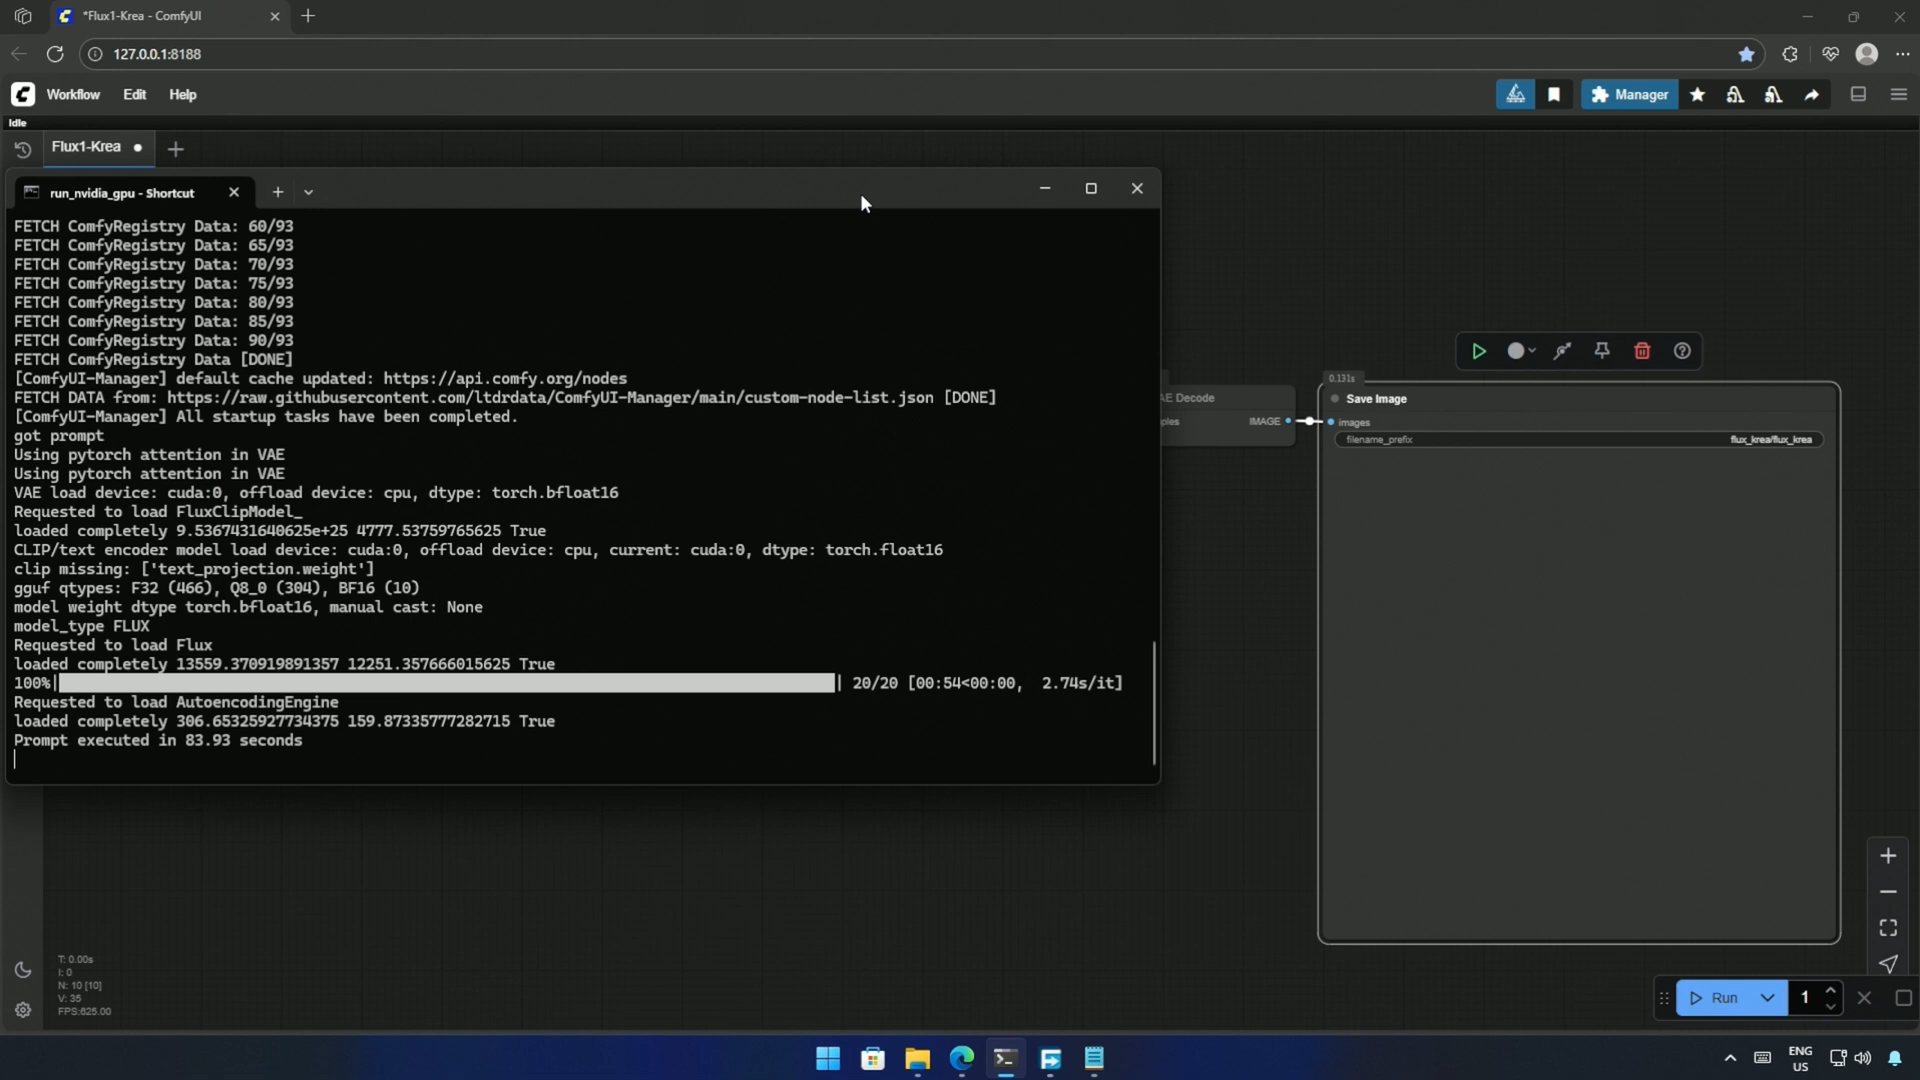 *Flux1-Krea - ComfyUI
127.0.0.1:8188
Workflow Edit Help
Manager
Idle
Flux1-Krea
run_nvidia_gpu - Shortcut
FETCH ComfyRegistry Data: 60/93
FETCH ComfyRegistry Data: 65/93
FETCH ComfyRegistry Data: 70/93
FETCH ComfyRegistry Data: 75/93
FETCH ComfyRegistry Data: 80/93
FETCH ComfyRegistry Data: 85/93
FETCH ComfyRegistry Data: 90/93
FETCH ComfyRegistry Data [DONE]
[ComfyUI-Manager] default cache updated: https://api.comfy.org/nodes
FETCH DATA from: https://raw.githubusercontent.com/ltdrdata/ComfyUI-Manager/main/custom-node-list.json [DONE]
[ComfyUI-Manager] All startup tasks have been completed.
got prompt
Using pytorch attention in VAE
Using pytorch attention in VAE
VAE load device: cuda:0, offload device: cpu, dtype: torch.bfloat16
Requested to load FluxClipModel_
loaded completely 9.5367431640625e+25 4777.53759765625 True
CLIP/text encoder model load device: cuda:0, offload device: cpu, current: cuda:0, dtype: torch.float16
clip missing: ['text_projection.weight']
gguf qtypes: F32 (466), Q8_0 (304), BF16 (10)
model weight dtype torch.bfloat16, manual cast: None
model_type FLUX
Requested to load Flux
loaded completely 13559.370919891357 12251.357666015625 True
100%| | 20/20 [00:54<00:00, 2.74s/it]
Requested to load AutoencodingEngine
loaded completely 306.65325927734375 159.87335777282715 True
Prompt executed in 83.93 seconds
AE Decode
ples IMAGE
0.131s
Save Image
images
filename_prefix flux_krea/flux_krea
T: 0.00s
I: 0
N: 10 [10]
V: 35
FPS:625.00
Run 1
ENG
US